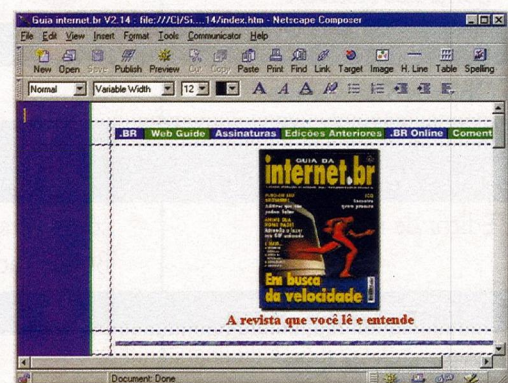 Guia internet.br V2.14 : file:///C|/Si....14/index.htm - Netscape Composer
File Edit View Insert Format Tools Communicator Help
New Open Save Publish Preview Cut Copy Paste Print Find Link Target Image H. Line Table Spelling
Normal Variable Width 12 A A A
.BR Web Guide Assinaturas Edições Anteriores .BR Online Coment
GUIA DA
internet.br
Em busca
da velocidade
A revista que você lê e entende
Document: Done